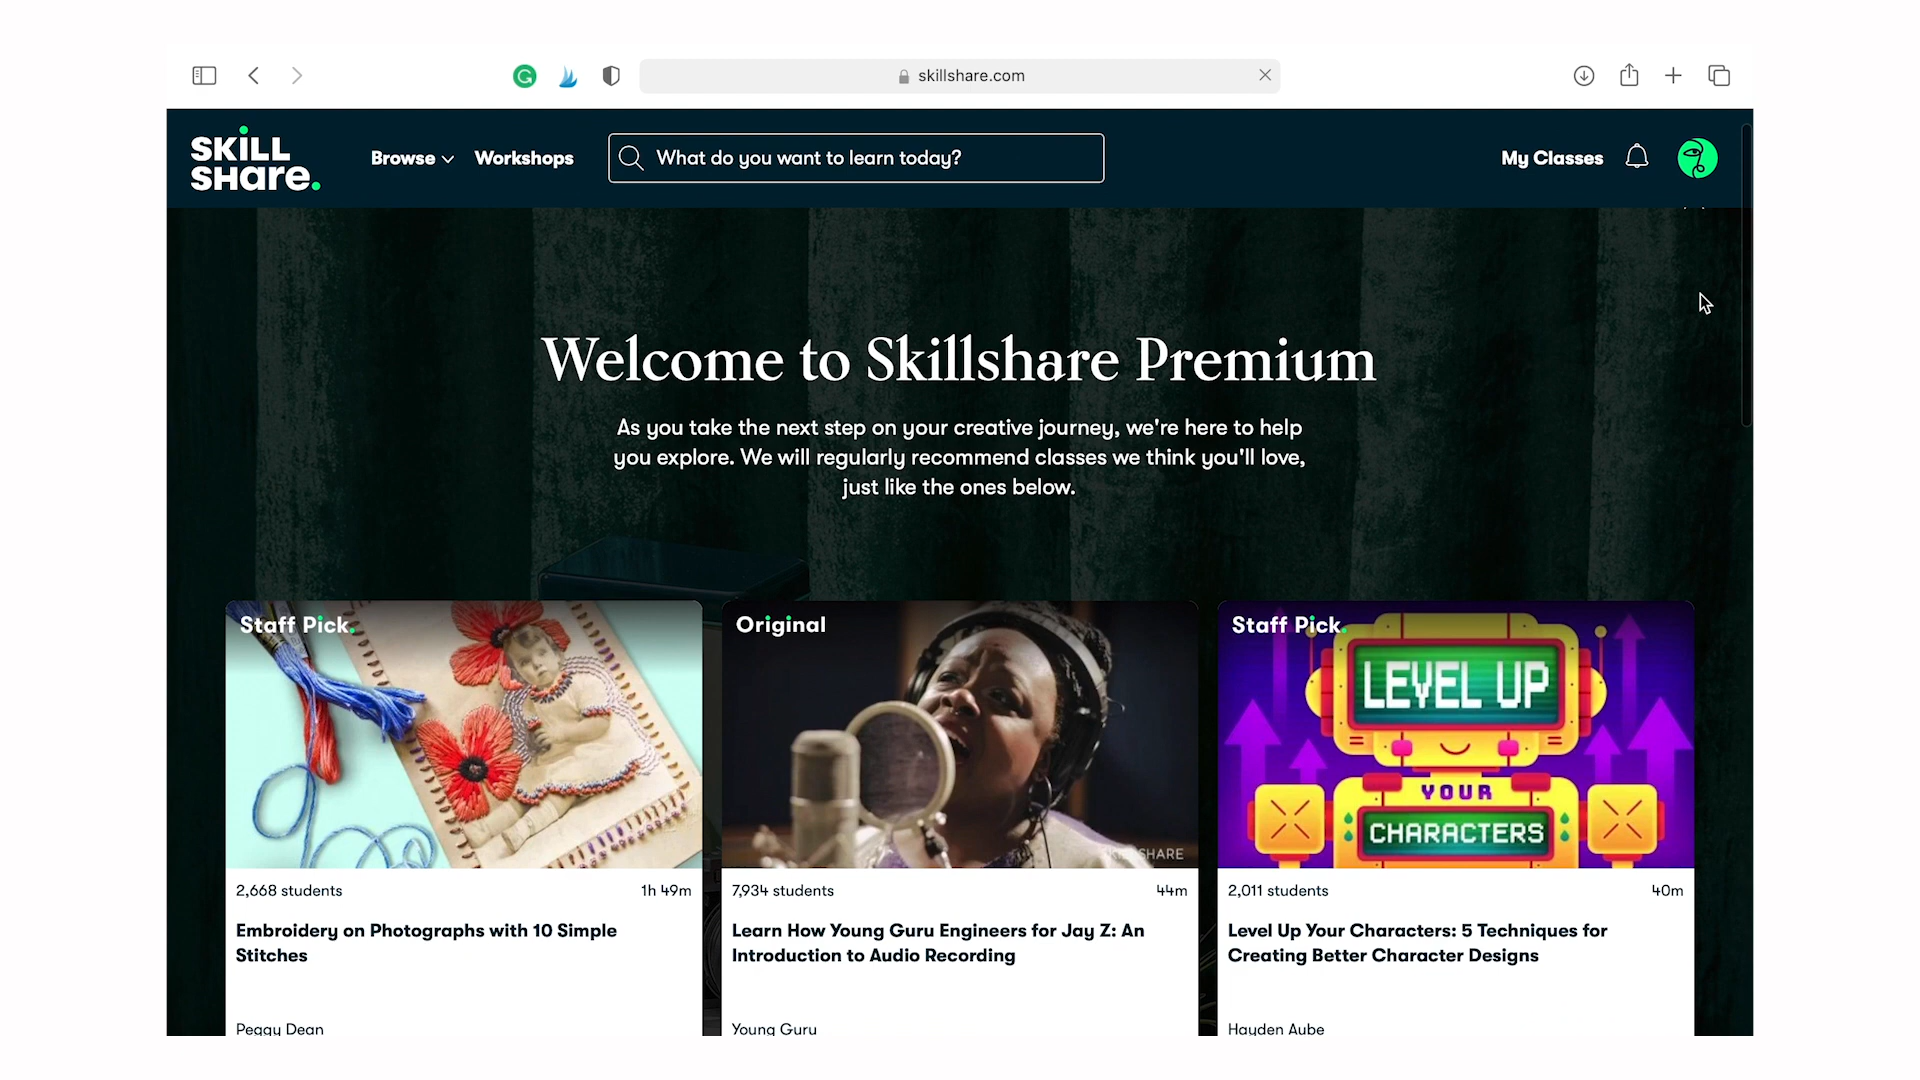 skillshare.com
SKiLL
SHare.
Browse
Workshops
What do you want to learn today?
My Classes
Welcome to Skillshare Premium
As you take the next step on your creative journey, we're here to help
you explore. We will regularly recommend classes we think you'll love,
just like the ones below.
Staff Pick.
2,668 students
1h 49m
Embroidery on Photographs with 10 Simple
Stitches
Peggy Dean
Original
SKILLSHARE
7,934 students
44m
Learn How Young Guru Engineers for Jay Z: An
Introduction to Audio Recording
Young Guru
Staff Pick.
LEVEL UP
YOUR
CHARACTERS
2,011 students
40m
Level Up Your Characters: 5 Techniques for
Creating Better Character Designs
Hayden Aube